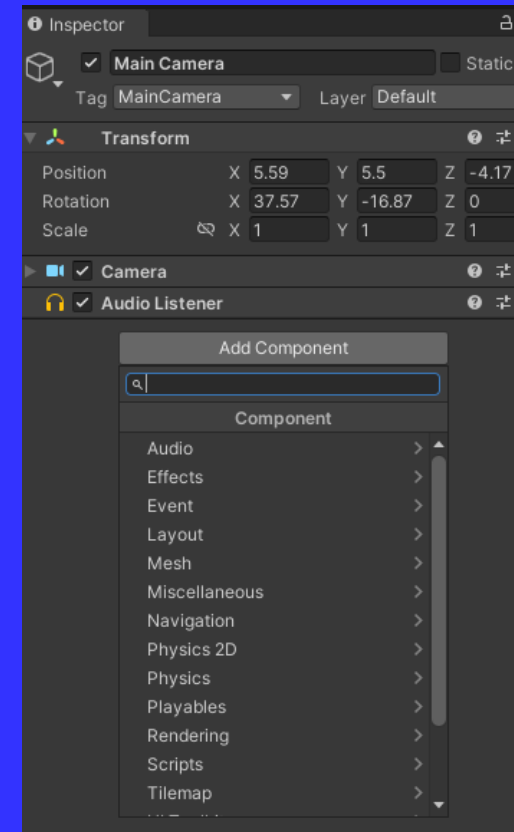 Inspector
Main Camera Static
Tag MainCamera Layer Default
Transform
Position X 5.59 Y 5.5 Z -4.17
Rotation X 37.57 Y -16.87 Z 0
Scale X 1 Y 1 Z 1
Camera
Audio Listener
Add Component
Component
Audio
Effects
Event
Layout
Mesh
Miscellaneous
Navigation
Physics 2D
Physics
Playables
Rendering
Scripts
Tilemap